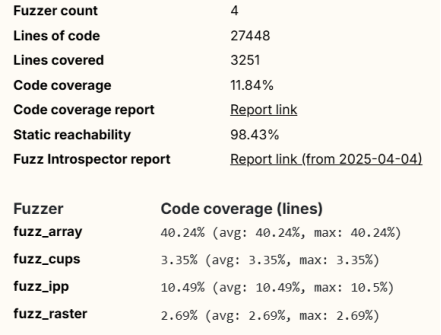 Fuzzer count 4
Lines of code 27448
Lines covered 3251
Code coverage 11.84%
Code coverage report Report link
Static reachability 98.43%
Fuzz Introspector report Report link (from 2025-04-04)
Fuzzer Code coverage (lines)
fuzz_array 40.24% (avg: 40.24%, max: 40.24%)
fuzz_cups 3.35% (avg: 3.35%, max: 3.35%)
fuzz_ipp 10.49% (avg: 10.49%, max: 10.5%)
fuzz_raster 2.69% (avg: 2.69%, max: 2.69%)